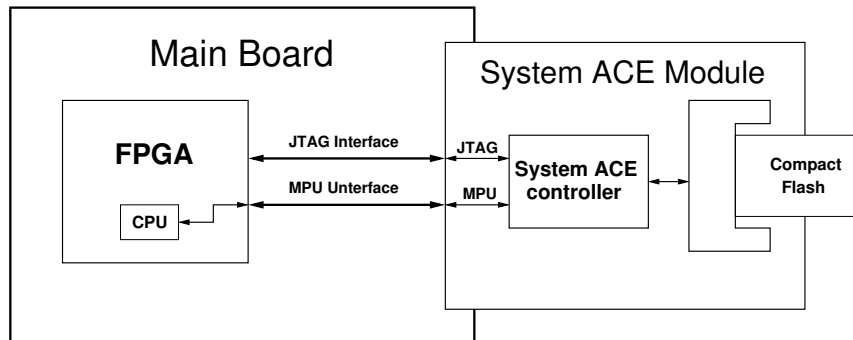 Main Board
System ACE Module
FPGA
JTAG Interface
JTAG
MPU Unterface
MPU
CPU
System ACE
controller
Compact
Flash